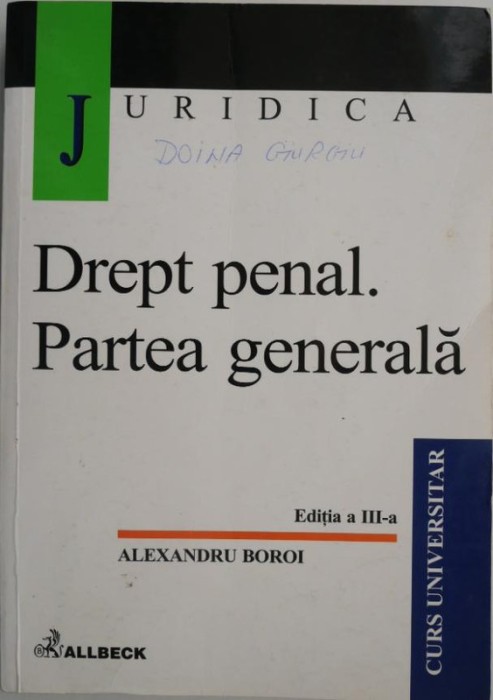 JURIDICA
DOINA GIURGIU
Drept penal.
Partea generală
Ediția a III-a
ALEXANDRU BOROI
CURS UNIVERSITAR
ALLBECK